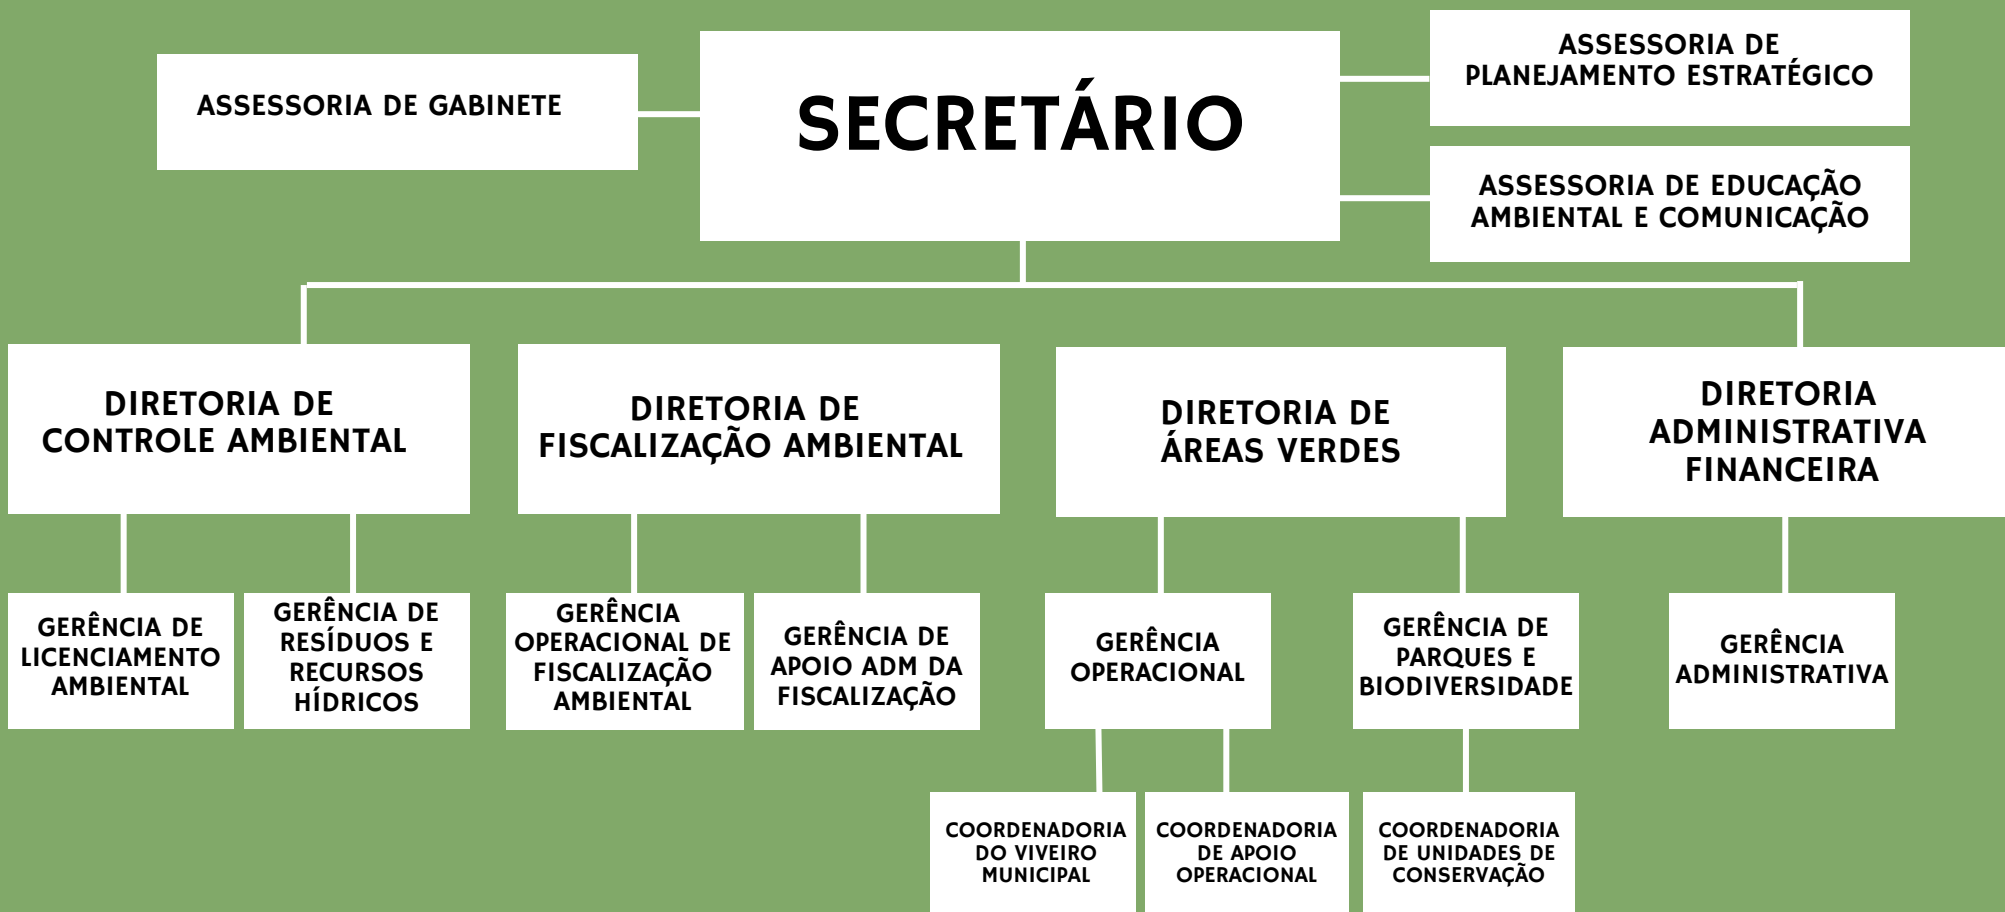 ASSESSORIA DE GABINETE
SECRETÁRIO
ASSESSORIA DE
PLANEJAMENTO ESTRATÉGICO
ASSESSORIA DE EDUCAÇÃO
AMBIENTAL E COMUNICAÇÃO
DIRETORIA DE
CONTROLE AMBIENTAL
DIRETORIA DE
FISCALIZAÇÃO AMBIENTAL
DIRETORIA DE
ÁREAS VERDES
DIRETORIA
ADMINISTRATIVA
FINANCEIRA
GERÊNCIA DE
LICENCIAMENTO
AMBIENTAL
GERÊNCIA DE
RESÍDUOS E
RECURSOS
HÍDRICOS
GERÊNCIA
OPERACIONAL DE
FISCALIZAÇÃO
AMBIENTAL
GERÊNCIA DE
APOIO ADM DA
FISCALIZAÇÃO
GERÊNCIA
OPERACIONAL
GERÊNCIA DE
PARQUES E
BIODIVERSIDADE
GERÊNCIA
ADMINISTRATIVA
COORDENADORIA
DO VIVEIRO
MUNICIPAL
COORDENADORIA
DE APOIO
OPERACIONAL
COORDENADORIA
DE UNIDADES DE
CONSERVAÇÃO